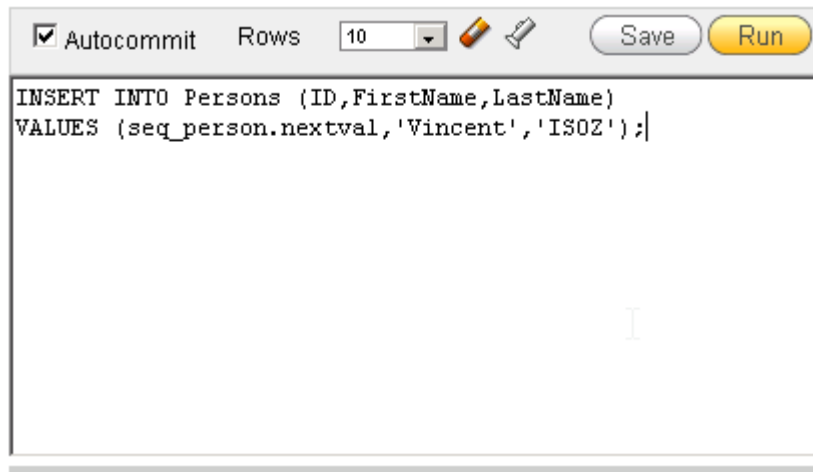 Autocommit Rows 10 Save Run
INSERT INTO Persons (ID,FirstName,LastName)
VALUES (seq_person.nextval,'Vincent','ISOZ');